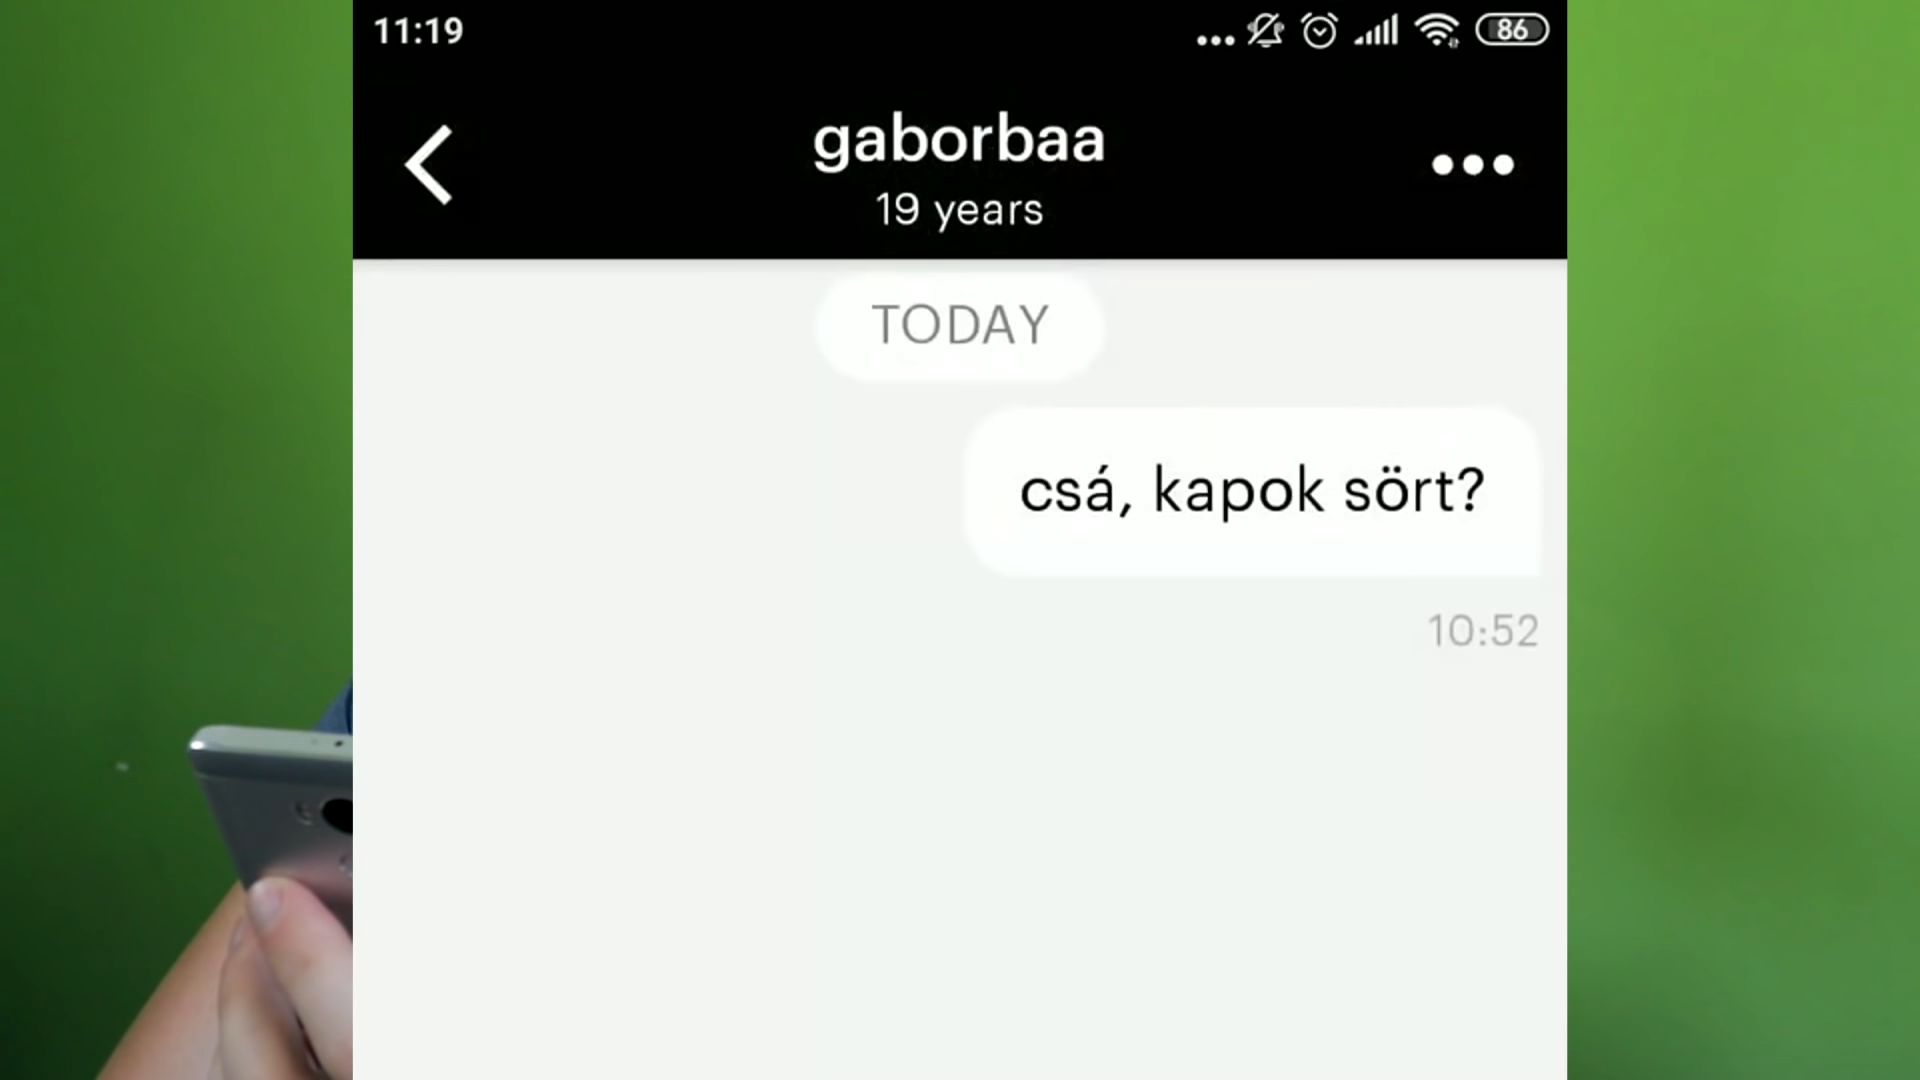 11:19
86
gaborbaa
19 years
TODAY
csá, kapok sört?
10:52